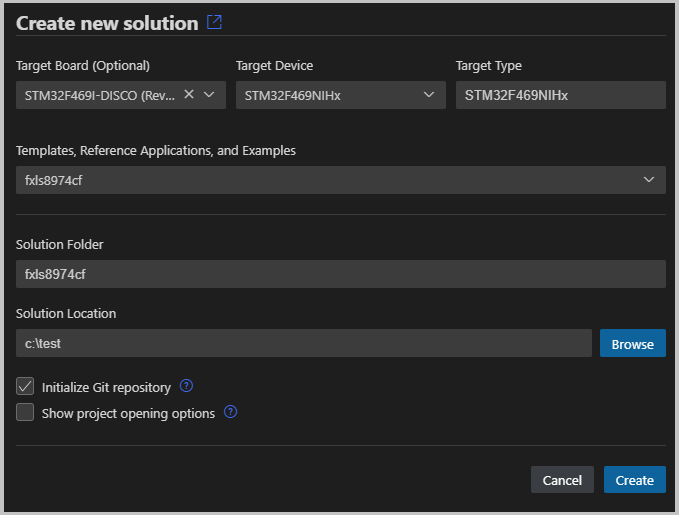 Create new solution
Target Board (Optional) Target Device Target Type
STM32F469I-DISCO (Rev... STM32F469NIHx STM32F469NIHx
Templates, Reference Applications, and Examples
fxls8974cf
Solution Folder
fxls8974cf
Solution Location
c:\test Browse
Initialize Git repository
Show project opening options
Cancel Create